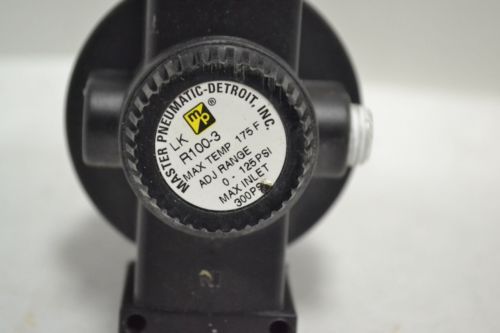 MASTER PNEUMATIC-DETROIT, INC.
m/p ®
LK
R100-3
MAX TEMP 175 F
ADJ RANGE
0 - 125 PSI
MAX INLET
300 PSI